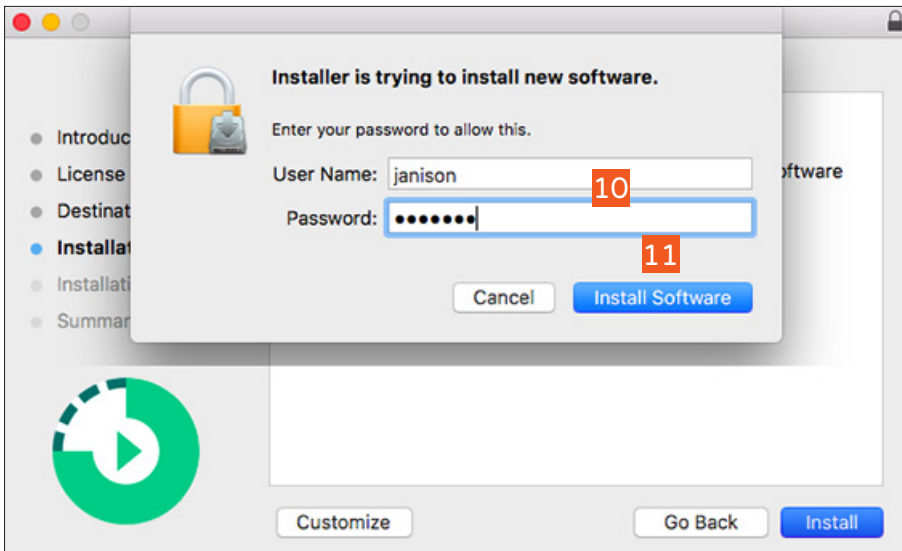 Installer is trying to install new software.
Enter your password to allow this.
User Name: janison
10
Password: •••••••
11
Cancel
Install Software
Introduc
License
Destinat
Installat
Installati
Summar
oftware
Customize
Go Back
Install